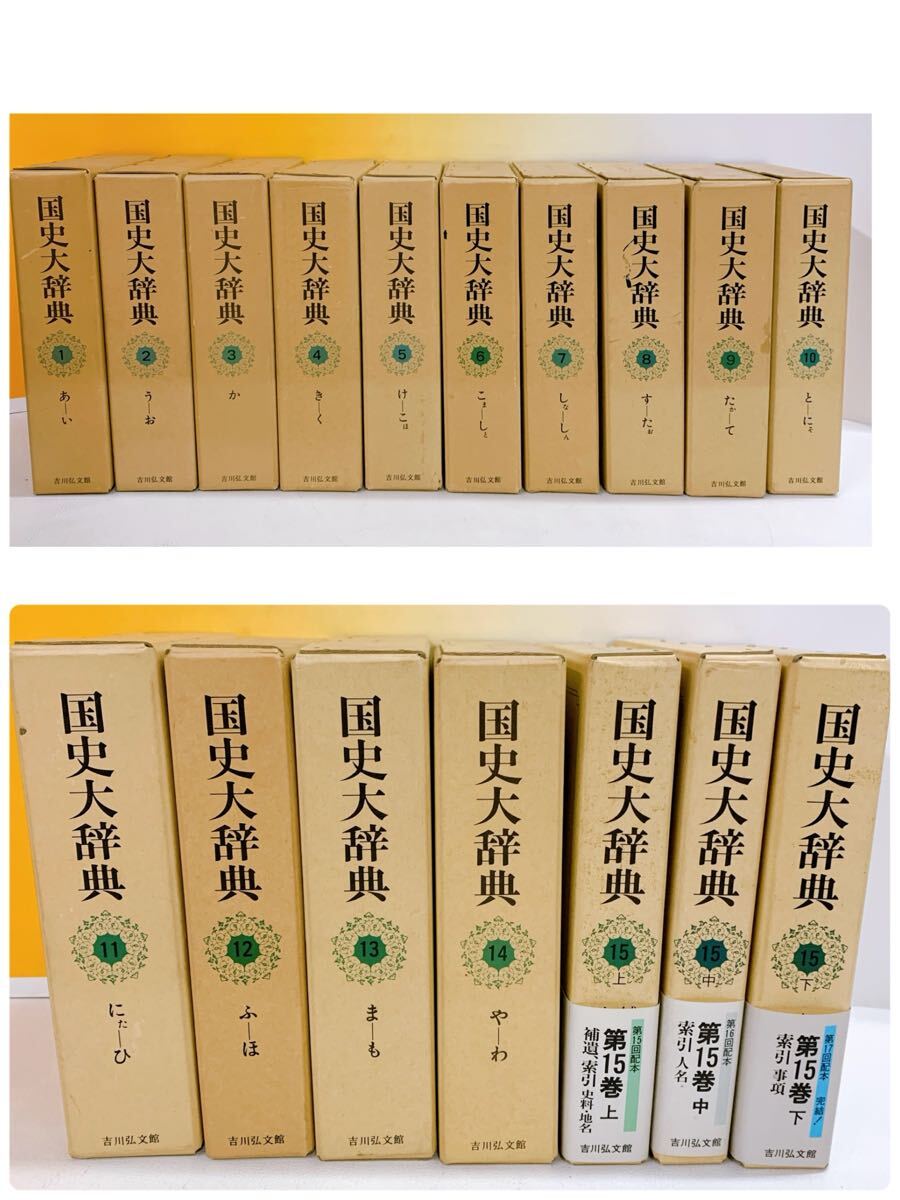 国史大辞典
1
あ—い
吉川弘文館
国史大辞典
2
う—お
吉川弘文館
国史大辞典
3
か
吉川弘文館
国史大辞典
4
き—く
吉川弘文館
国史大辞典
5
け—こほ
吉川弘文館
国史大辞典
6
こま—しと
吉川弘文館
国史大辞典
7
しな—しん
吉川弘文館
国史大辞典
8
す—たお
吉川弘文館
国史大辞典
9
たか—て
吉川弘文館
国史大辞典
10
と—にそ
吉川弘文館
国史大辞典
11
にた—ひ
吉川弘文館
国史大辞典
12
ふ—ほ
吉川弘文館
国史大辞典
13
ま—も
吉川弘文館
国史大辞典
14
や—わ
吉川弘文館
国史大辞典
15
上
第15回配本
第15巻 上
補遺、索引 史料・地名
吉川弘文館
国史大辞典
15
中
第16回配本
第15巻 中
索引 人名
吉川弘文館
国史大辞典
15
下
第17回配本 完結!
第15巻 下
索引 事項
吉川弘文館